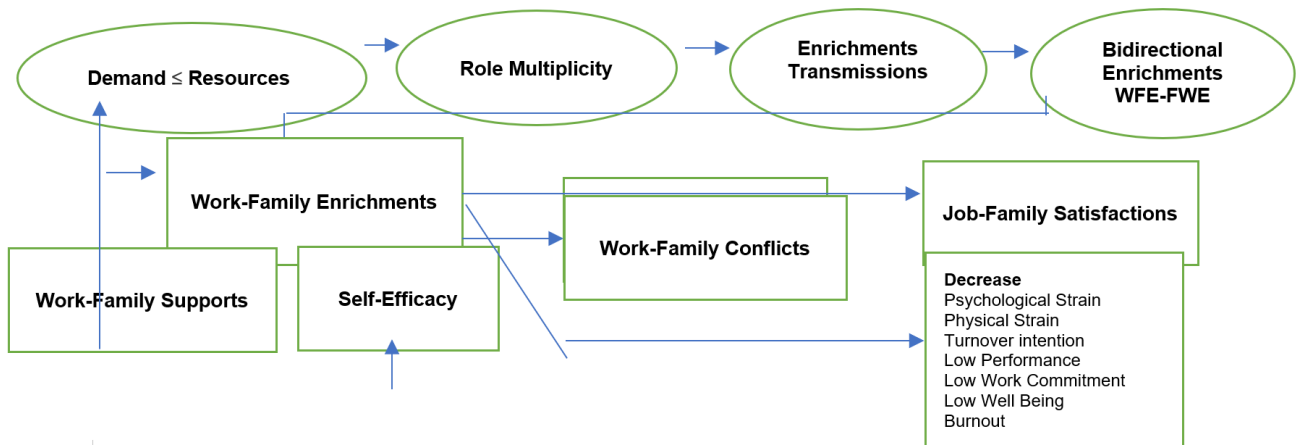 Demand ≤ Resources
Role Multiplicity
Enrichments
Transmissions
Bidirectional
Enrichments
WFE-FWE
Work-Family Enrichments
Work-Family Conflicts
Job-Family Satisfactions
Work-Family Supports
Self-Efficacy
Decrease
Psychological Strain
Physical Strain
Turnover intention
Low Performance
Low Work Commitment
Low Well Being
Burnout